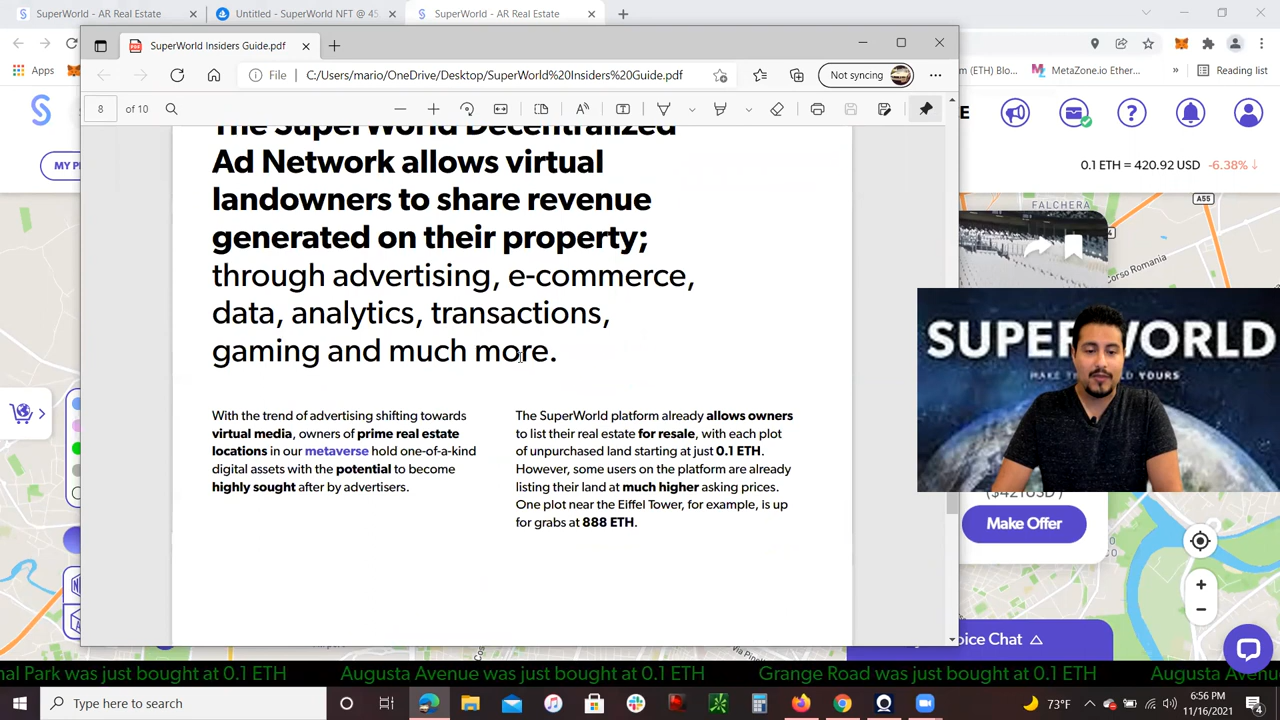 SuperWorld - AR Real Estate
Untitled - SuperWorld NFT @ 45
SuperWorld - AR Real Estate
SuperWorld Insiders Guide.pdf
File
C:/Users/mario/OneDrive/Desktop/SuperWorld%20Insiders%20Guide.pdf
Not syncing
Apps
m (ETH) Blo...
MetaZone.io Ether...
»
Reading list
8
of 10
E
MY P
0.1 ETH = 420.92 USD -6.38% ↓
The SuperWorld Decentralized
Ad Network allows virtual
landowners to share revenue
generated on their property;
through advertising, e-commerce,
data, analytics, transactions,
gaming and much more.
With the trend of advertising shifting towards
virtual media, owners of prime real estate
locations in our metaverse hold one-of-a-kind
digital assets with the potential to become
highly sought after by advertisers.
The SuperWorld platform already allows owners
to list their real estate for resale, with each plot
of unpurchased land starting at just 0.1 ETH.
However, some users on the platform are already
listing their land at much higher asking prices.
One plot near the Eiffel Tower, for example, is up
for grabs at 888 ETH.
FALCHERA
A55
Corso Romania
SUPERWORLD
MAKE THE WORLD YOURS
($421USD)
Make Offer
oice Chat
nal Park was just bought at 0.1 ETH
Augusta Avenue was just bought at 0.1 ETH
Grange Road was just bought at 0.1 ETH
Augusta Avenue
Type here to search
73°F
6:56 PM
11/16/2021